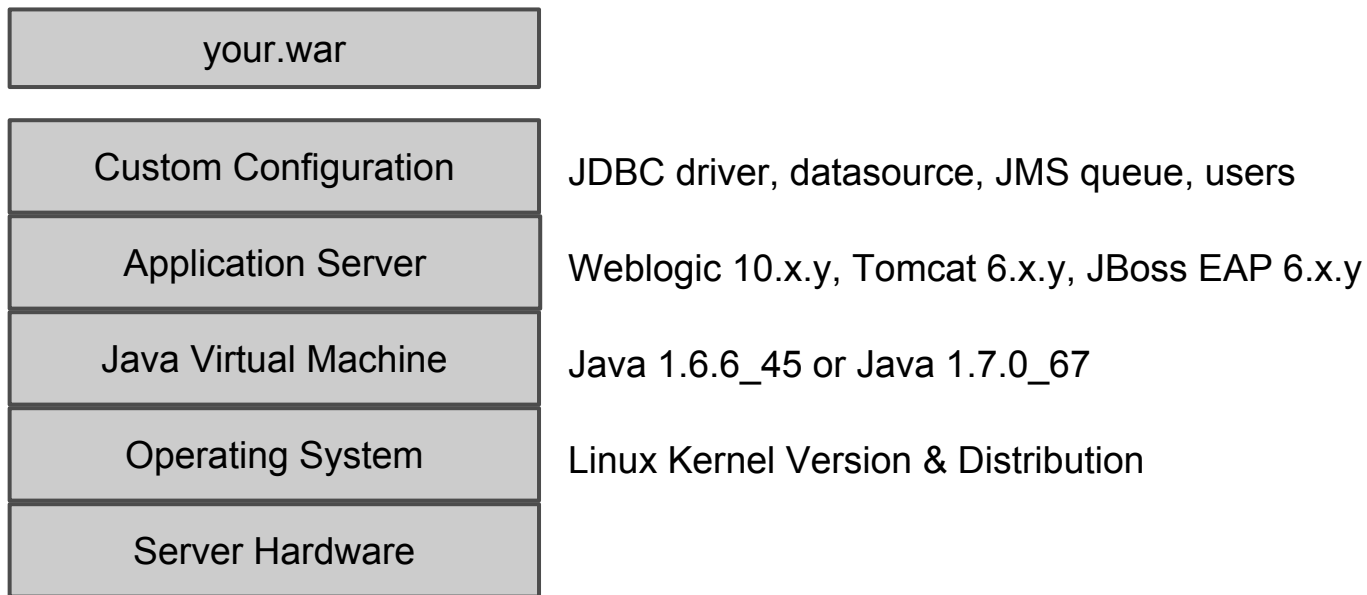 your.war
Custom Configuration
JDBC driver, datasource, JMS queue, users
Application Server
Weblogic 10.x.y, Tomcat 6.x.y, JBoss EAP 6.x.y
Java Virtual Machine
Java 1.6.6_45 or Java 1.7.0_67
Operating System
Linux Kernel Version & Distribution
Server Hardware